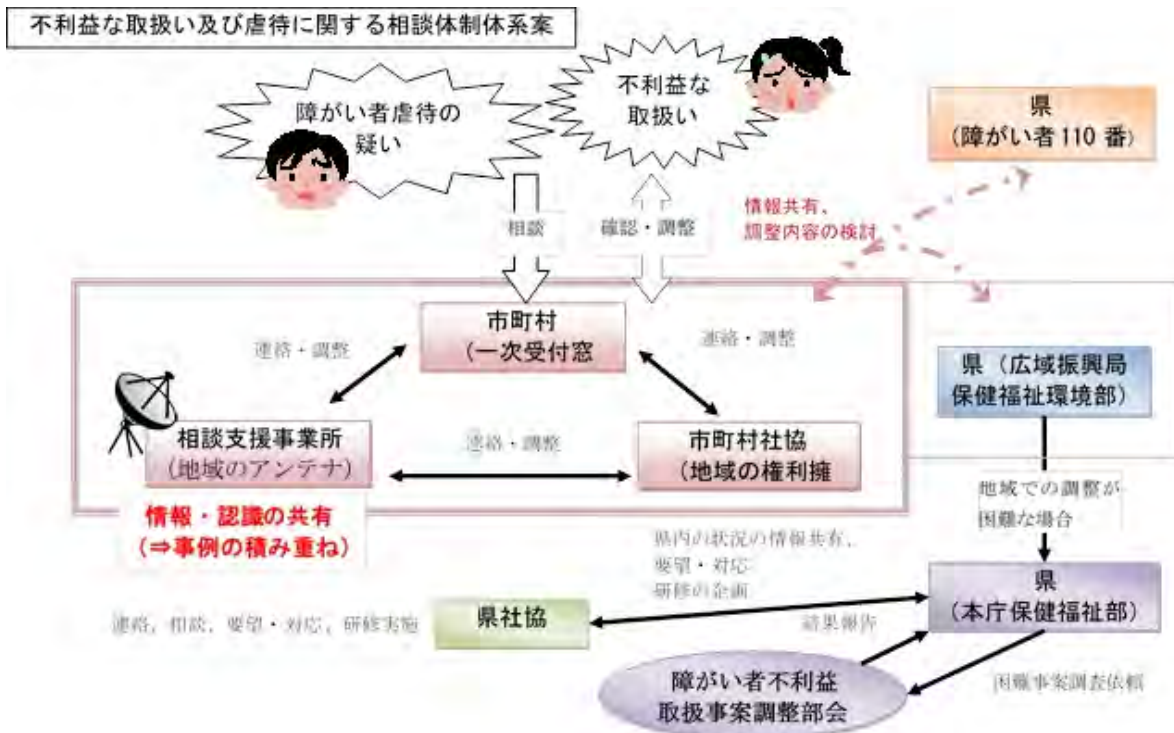 不利益な取扱い及び虐待に関する相談体制体系案
障がい者虐待の
疑い
不利益な
取扱い
県
（障がい者110番）
相談
確認・調整
情報共有、
調整内容の検討
市町村
（一次受付窓
連絡・調整
連絡・調整
県（広域振興局
保健福祉環境部）
相談支援事業所
（地域のアンテナ）
連絡・調整
市町村社協
（地域の権利擁
地域での調整が
困難な場合
情報・認識の共有
（⇒事例の積み重ね）
県内の状況の情報共有、
要望・対応
研修の企画
県
（本庁保健福祉部）
連絡，相談，要望・対応，研修実施
県社協
結果報告
障がい者不利益
取扱事案調整部会
困難事案調査依頼